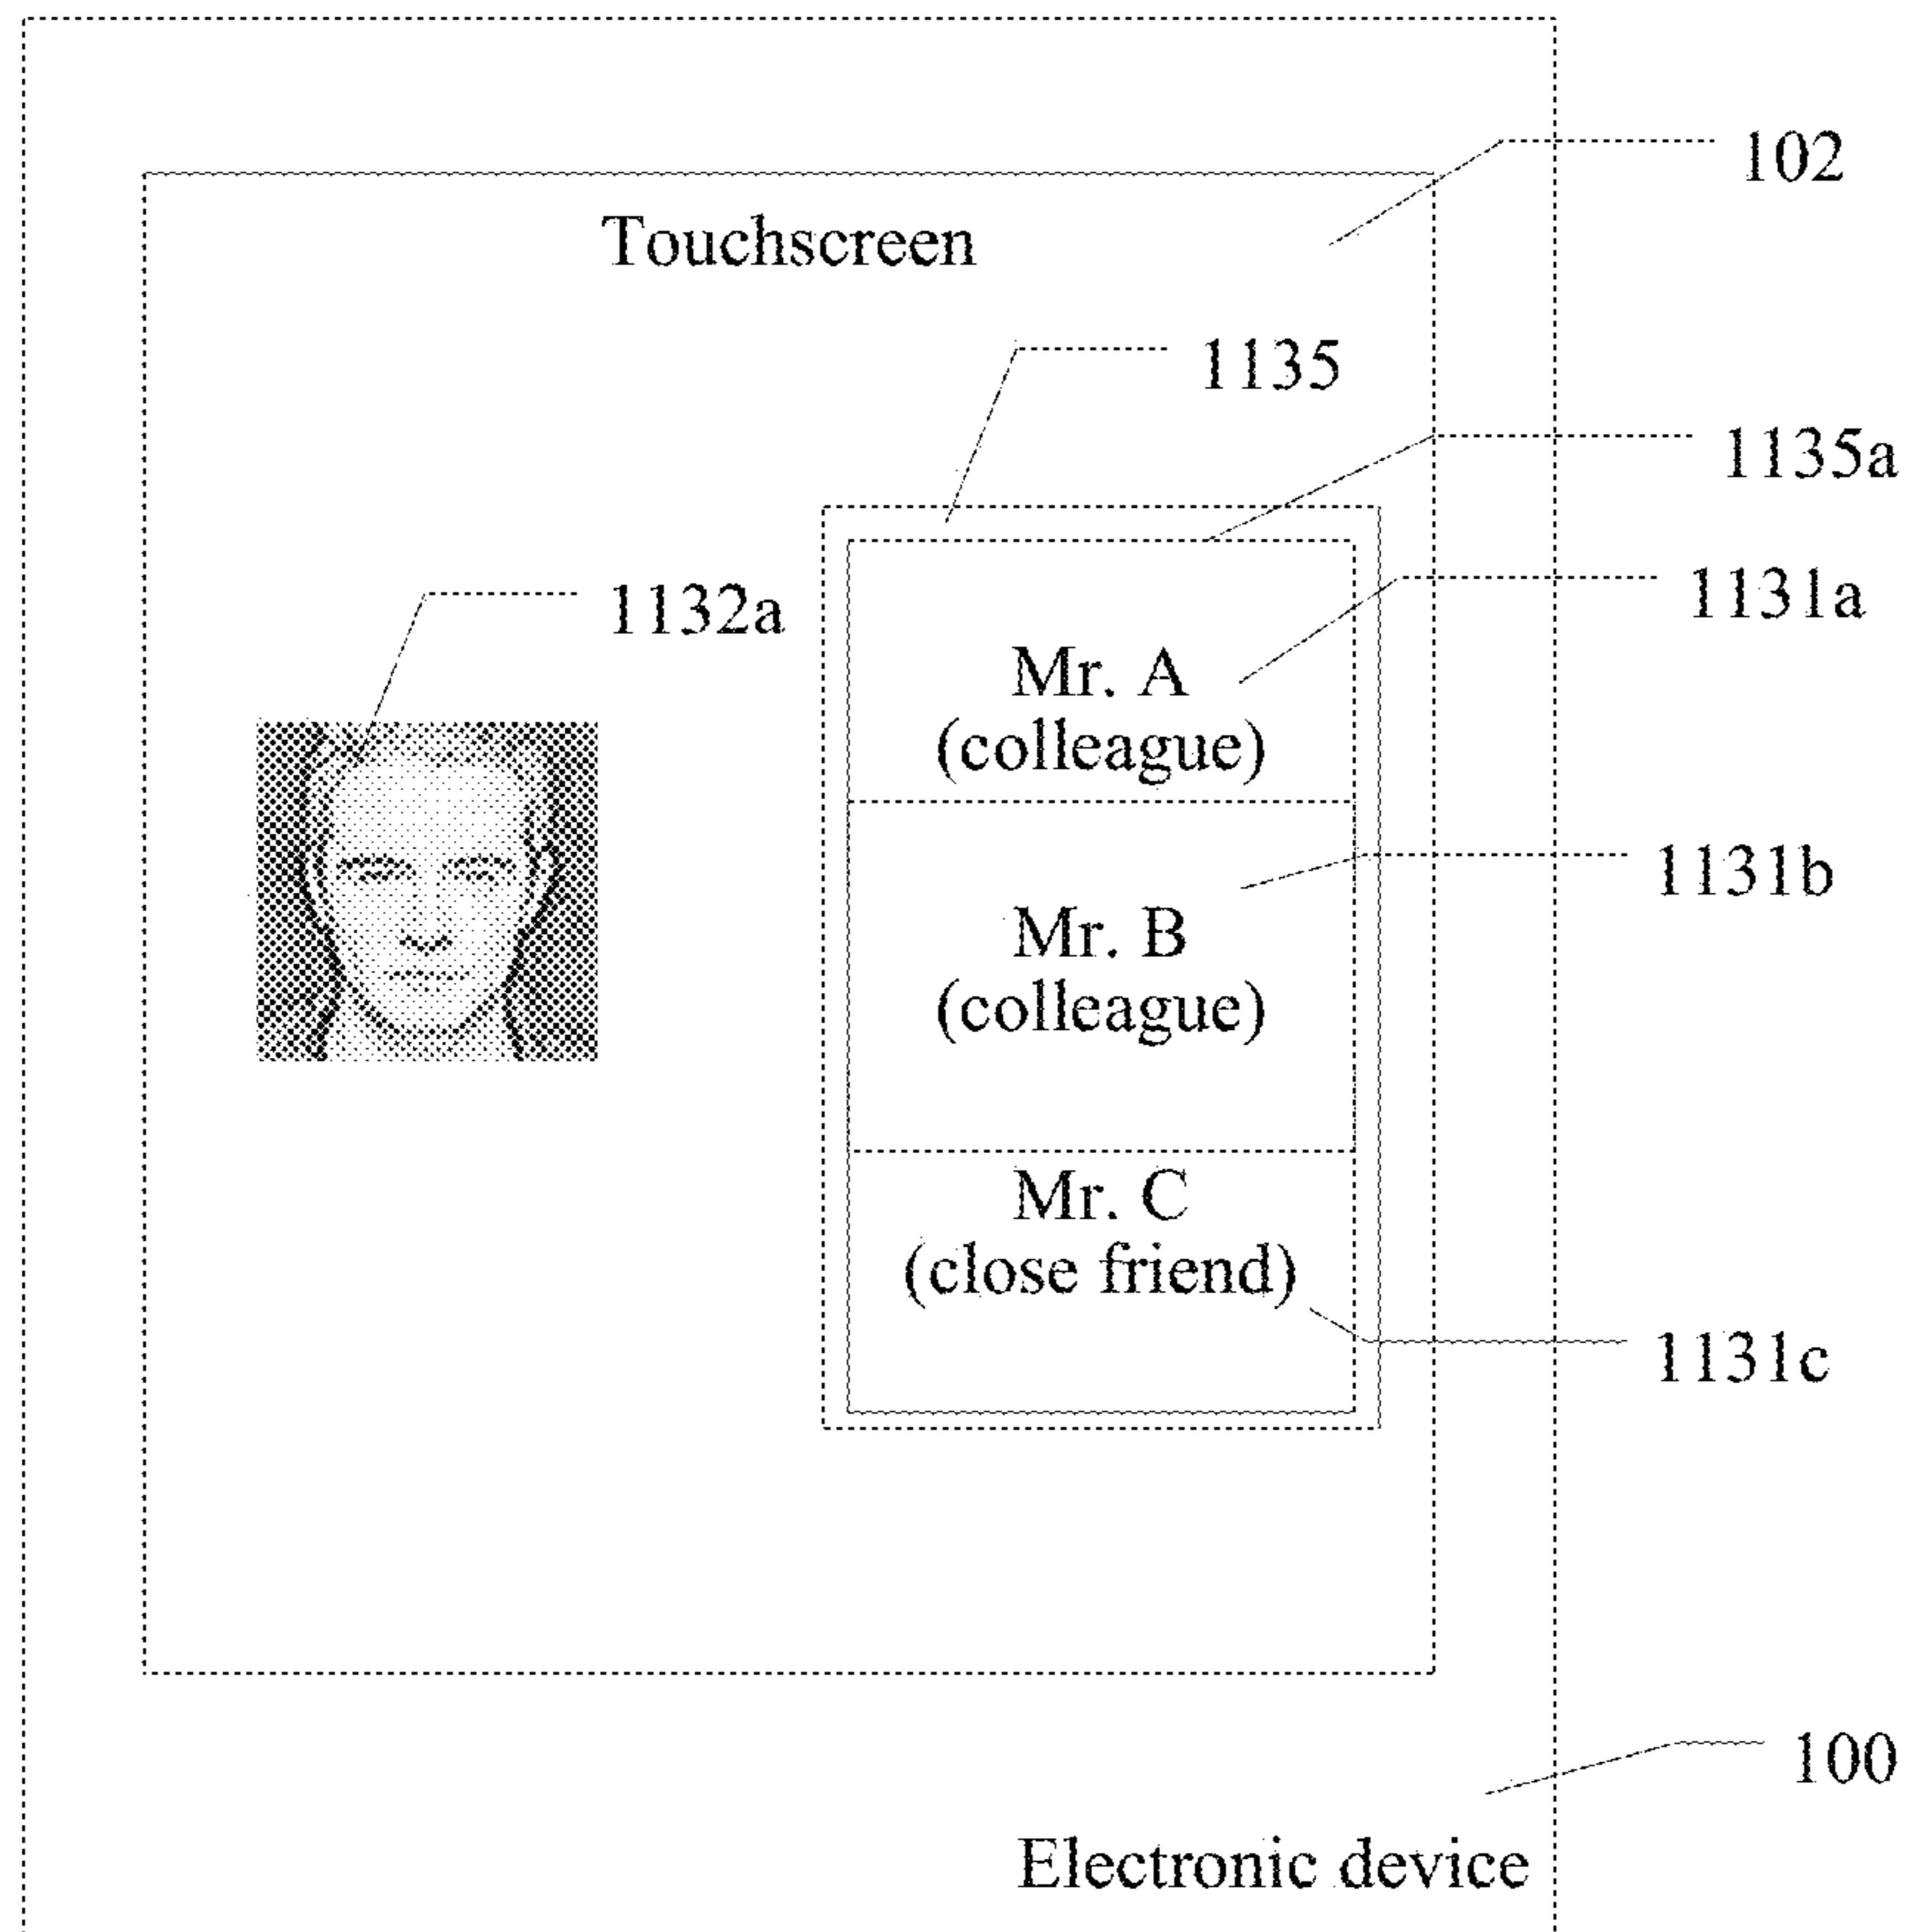 102
Touchscreen
1135
1135a
1131a
1132a
Mr. A
(colleague)
1131b
Mr. B
(colleague)
Mr. C
(close friend)
1131c
100
Electronic device